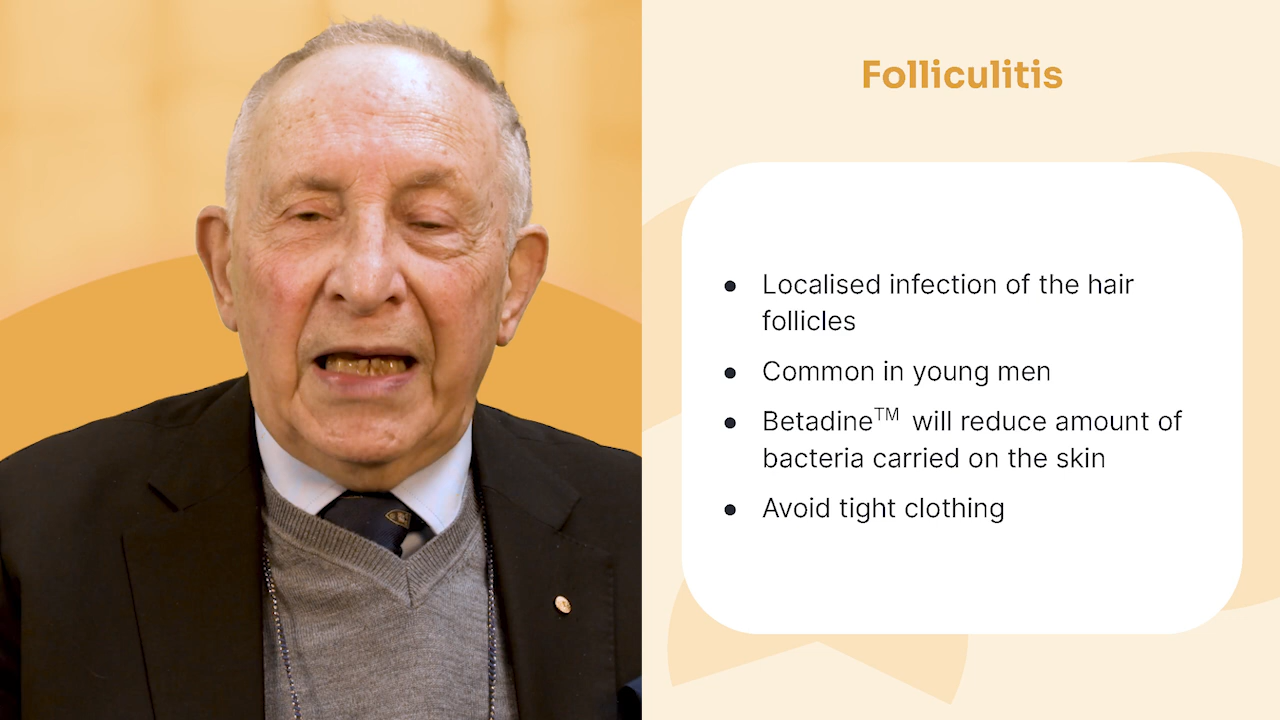 Folliculitis
● Localised infection of the hair
follicles
● Common in young men
● Betadine™ will reduce amount of
bacteria carried on the skin
● Avoid tight clothing